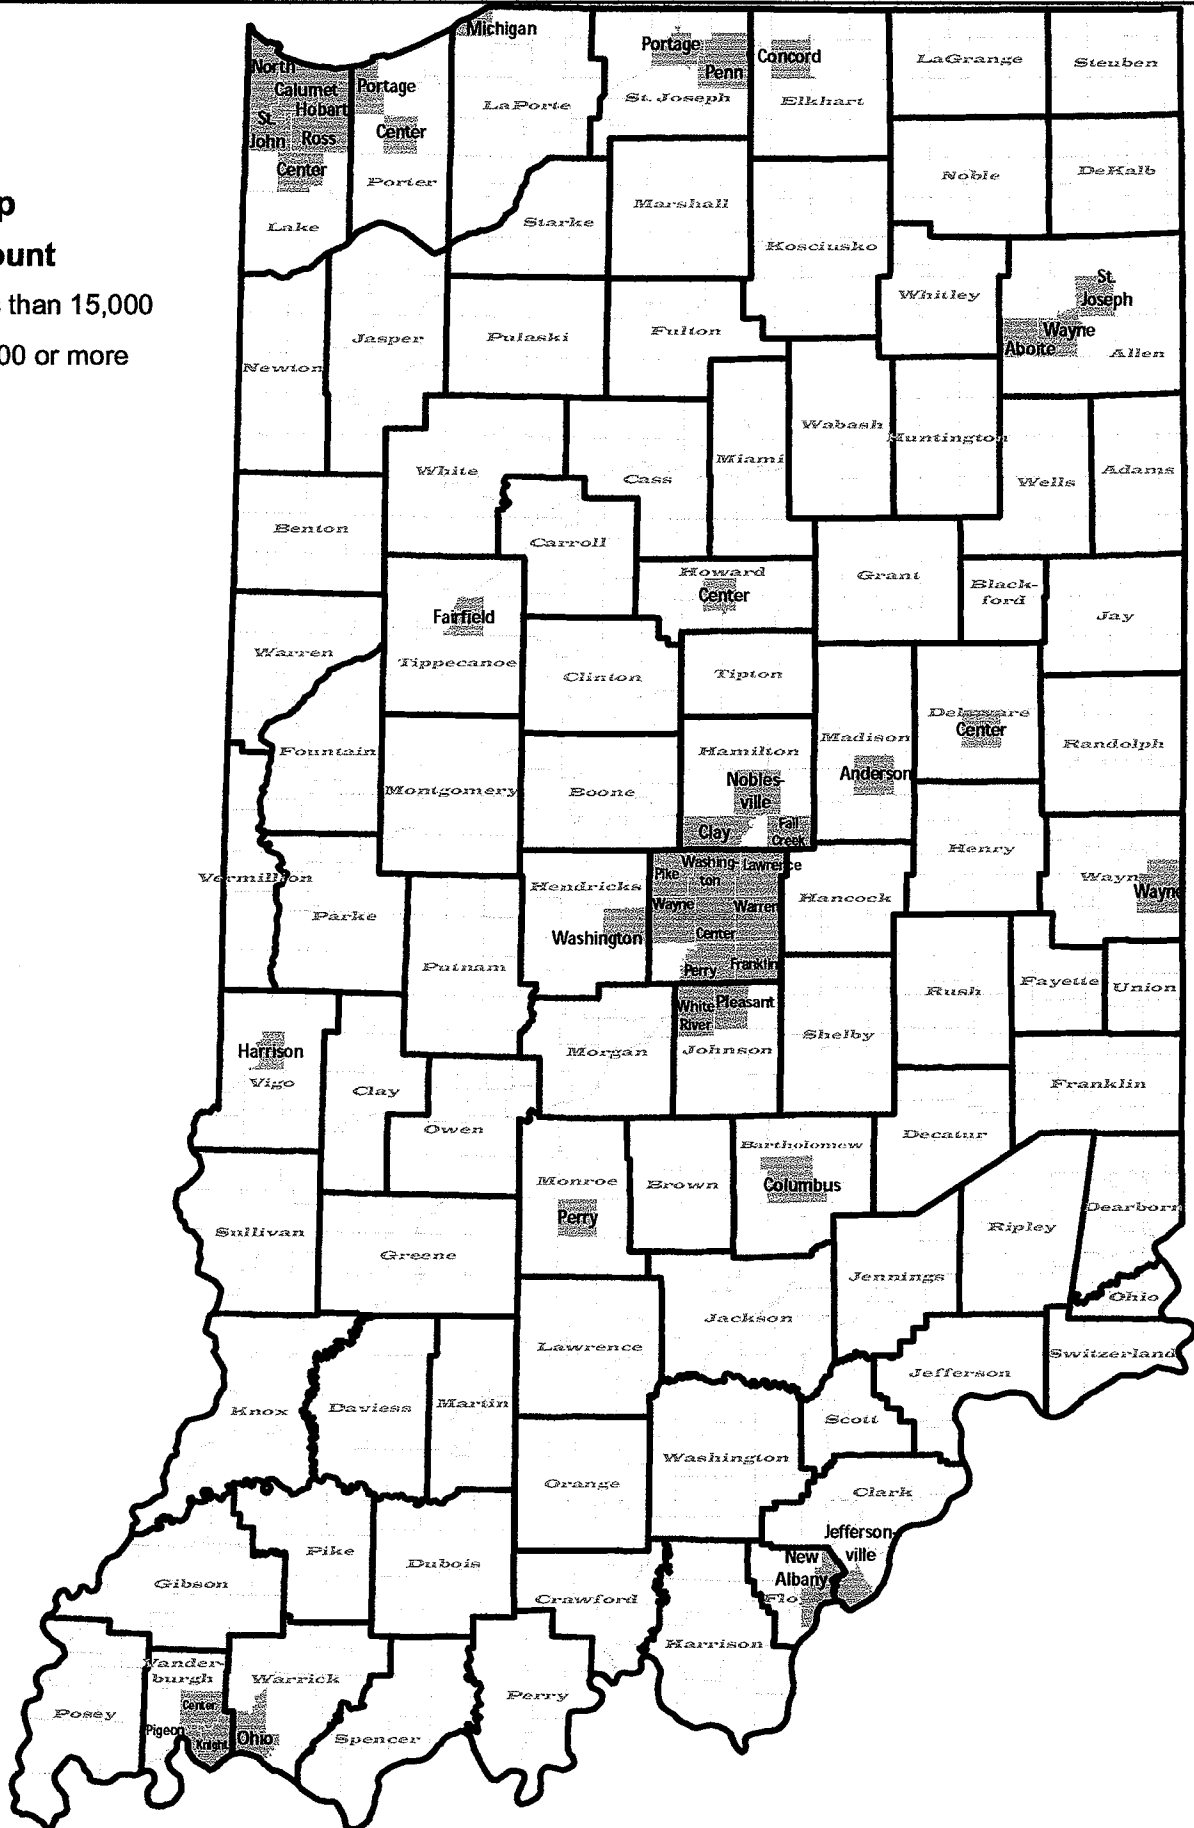 p
ount
than 15,000
00 or more
Michigan
North
Calumet
Hobart
St.
John
Ross
Center
Lake
Portage
Center
Porter
LaPorte
Portage
Penn
St. Joseph
Concord
Elkhart
LaGrange
Steuben
Noble
DeKalb
Starke
Marshall
Kosciusko
Whitley
St.
Joseph
Wayne
Aboite
Allen
Newton
Jasper
Pulaski
Fulton
Wabash
Huntington
Miami
White
Cass
Wells
Adams
Benton
Carroll
Howard
Center
Grant
Black-
ford
Jay
Fairfield
Tippecanoe
Warren
Clinton
Tipton
Fountain
Montgomery
Boone
Hamilton
Nobles-
ville
Clay
Fall
Creek
Madison
Anderson
Delaware
Center
Randolph
Henry
Wayn
Wayne
Vermillion
Parke
Putnam
Hendricks
Washington
Pike
Washing-
ton
Lawrence
Wayne
Warren
Center
Perry
Franklin
Hancock
Rush
Fayette
Union
Harrison
Vigo
Clay
Owen
Morgan
White
River
Pleasant
Johnson
Shelby
Franklin
Decatur
Sullivan
Greene
Monroe
Perry
Brown
Bartholomew
Columbus
Jennings
Ripley
Dearborn
Ohio
Switzerland
Jefferson
Jackson
Lawrence
Knox
Daviess
Martin
Scott
Washington
Orange
Clark
Jefferson-
ville
New
Albany
Flo
Gibson
Pike
Dubois
Crawford
Harrison
Posey
Vander-
burgh
Center
Pigeon
Knight
Warrick
Ohio
Spencer
Perry